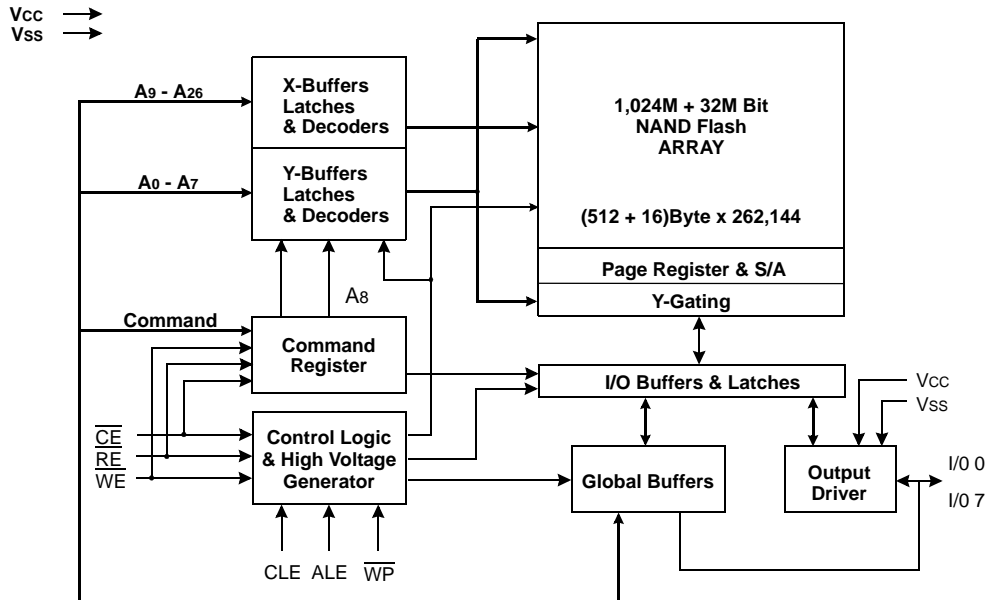 VCC
VSS
A9 - A26
X-Buffers
Latches
& Decoders
A0 - A7
Y-Buffers
Latches
& Decoders
1,024M + 32M Bit
NAND Flash
ARRAY
(512 + 16)Byte x 262,144
Page Register & S/A
Y-Gating
A8
Command
Command
Register
I/O Buffers & Latches
VCC
VSS
CE
RE
WE
Control Logic
& High Voltage
Generator
Global Buffers
Output
Driver
I/0 0
I/0 7
CLE ALE WP